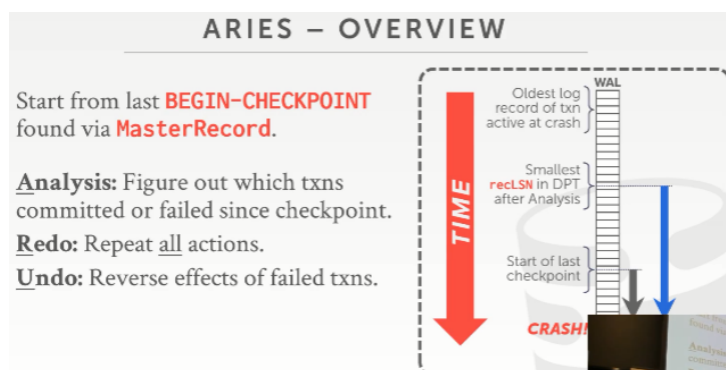 ARIES – OVERVIEW
Start from last BEGIN-CHECKPOINT
found via MasterRecord.
Analysis: Figure out which txns
committed or failed since checkpoint.
Redo: Repeat all actions.
Undo: Reverse effects of failed txns.
WAL
Oldest log
record of txn
active at crash
Smallest
recLSN in DPT
after Analysis
Start of last
checkpoint
TIME
CRASH!